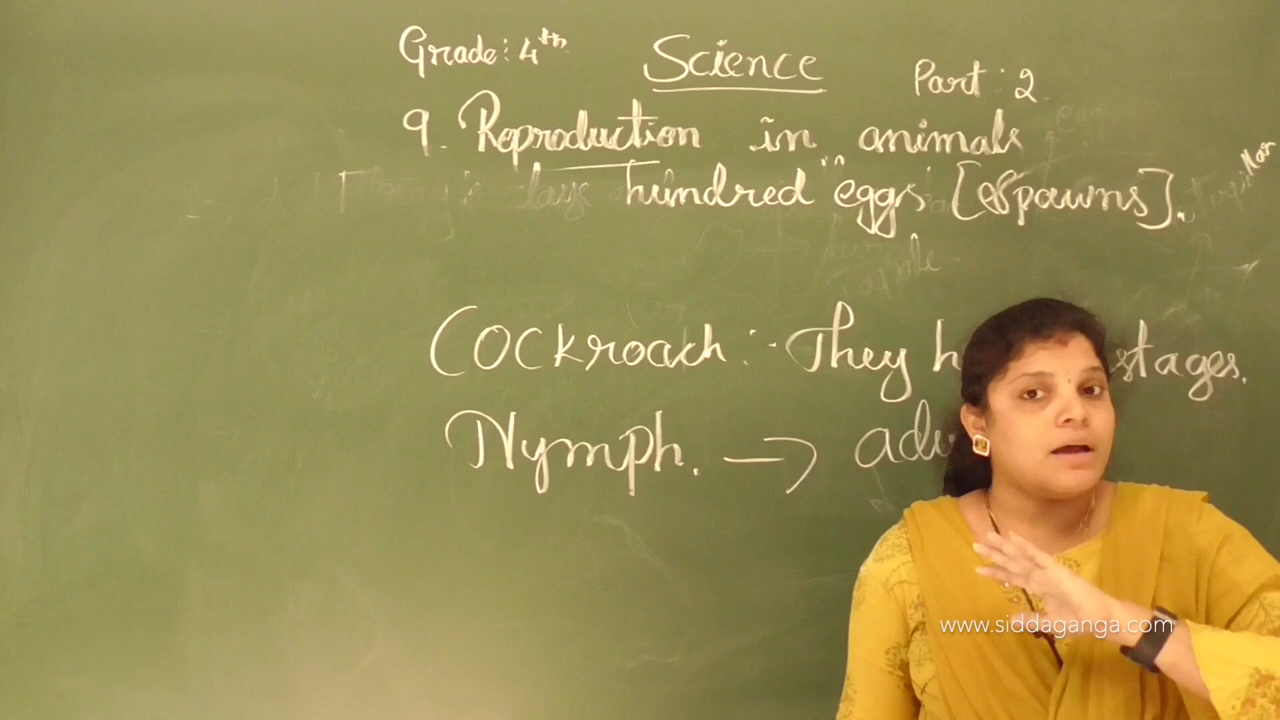 Grade: 4th Science Part: 2
9. Reproduction in animals
lays hundred eggs [Spawns].
Cockroach :- They h stages.
Nymph. → adu
www.siddaganga.com